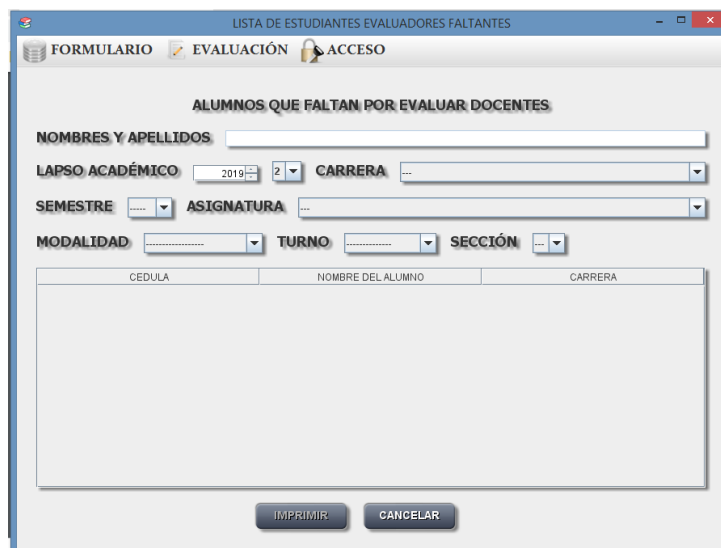 LISTA DE ESTUDIANTES EVALUADORES FALTANTES
FORMULARIO EVALUACIÓN ACCESO
ALUMNOS QUE FALTAN POR EVALUAR DOCENTES
NOMBRES Y APELLIDOS
LAPSO ACADÉMICO 2019 2 CARRERA ---
SEMESTRE ----- ASIGNATURA ---
MODALIDAD ----------------- TURNO ------------- SECCIÓN ---
CEDULA NOMBRE DEL ALUMNO CARRERA
IMPRIMIR CANCELAR